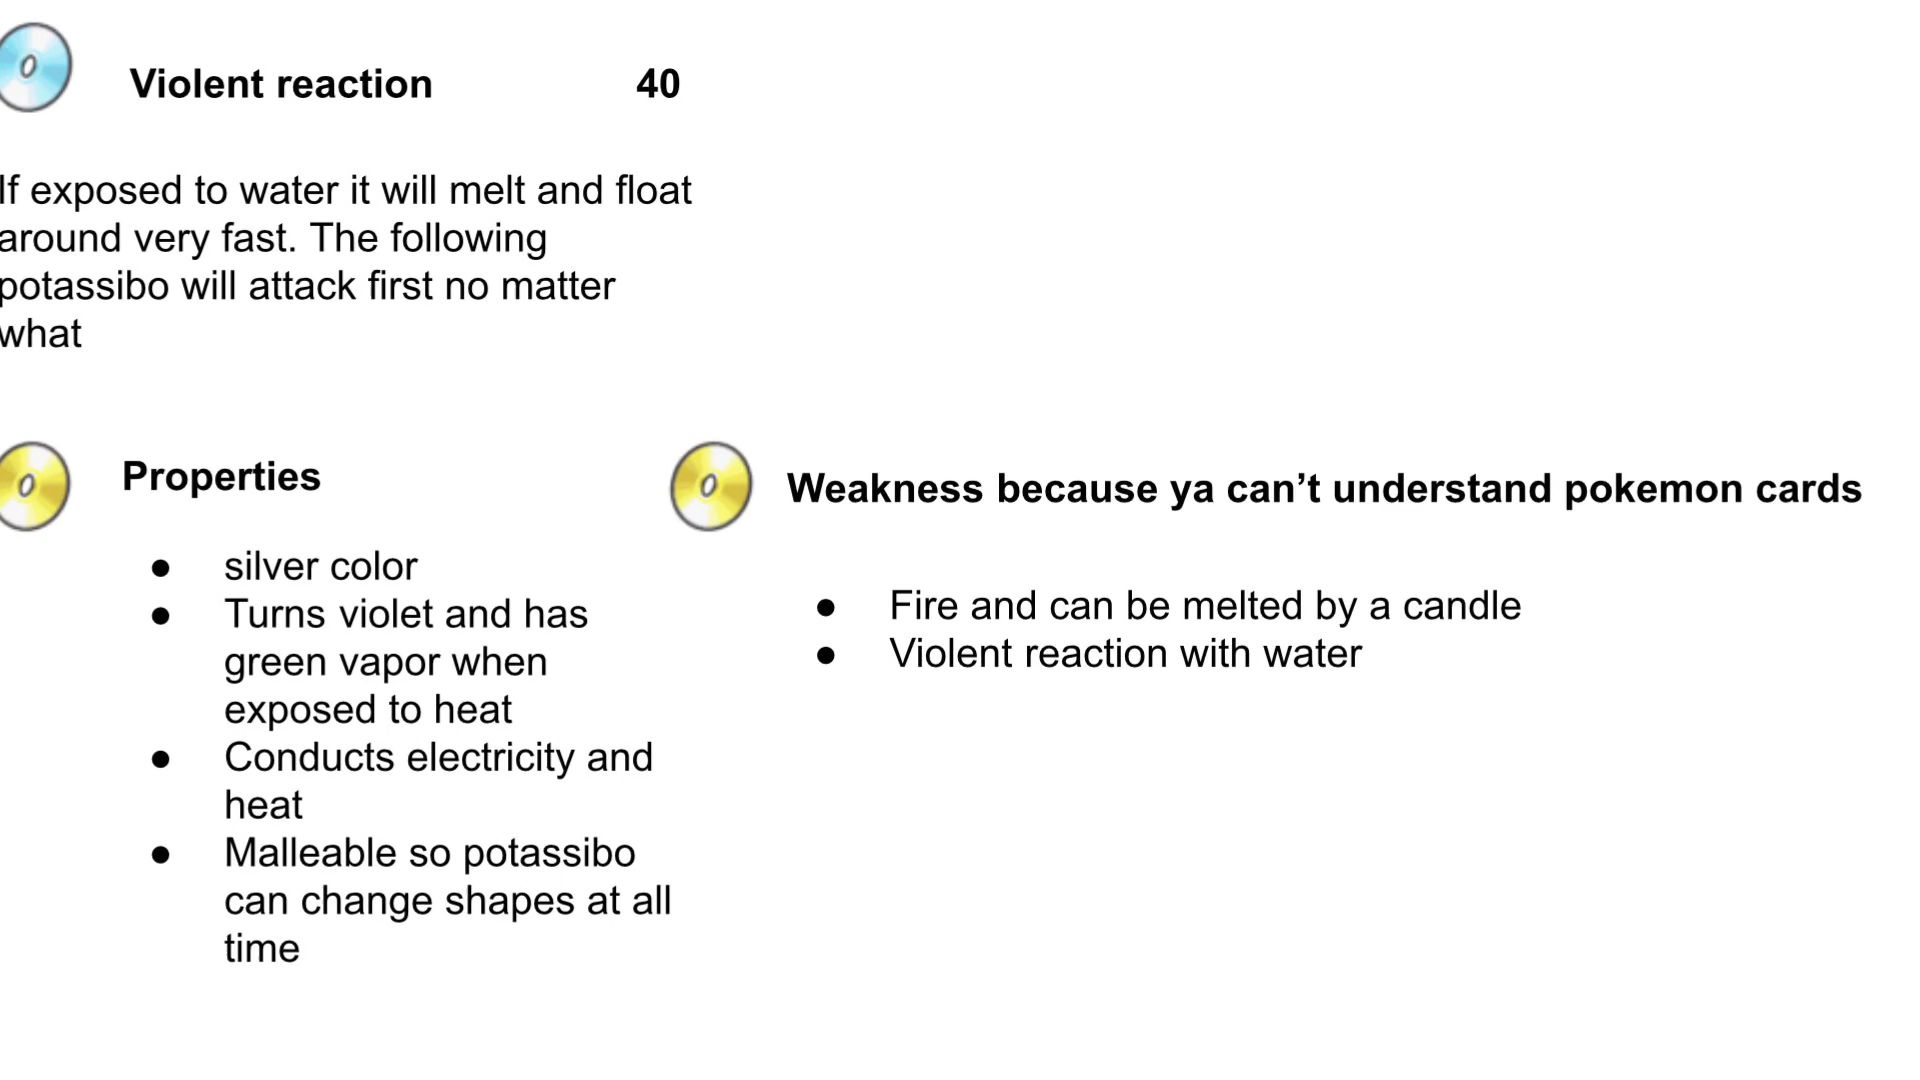 Violent reaction 40
If exposed to water it will melt and float
around very fast. The following
potassibo will attack first no matter
what
Properties
● silver color
● Turns violet and has
green vapor when
exposed to heat
● Conducts electricity and
heat
● Malleable so potassibo
can change shapes at all
time
Weakness because ya can’t understand pokemon cards
● Fire and can be melted by a candle
● Violent reaction with water